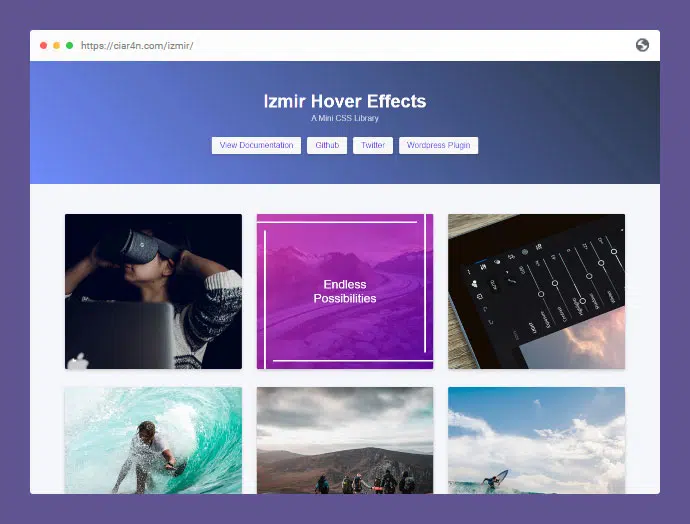 https://ciar4n.com/izmir/
Izmir Hover Effects
A Mini CSS Library
View Documentation
Github
Twitter
Wordpress Plugin
Endless
Possibilities